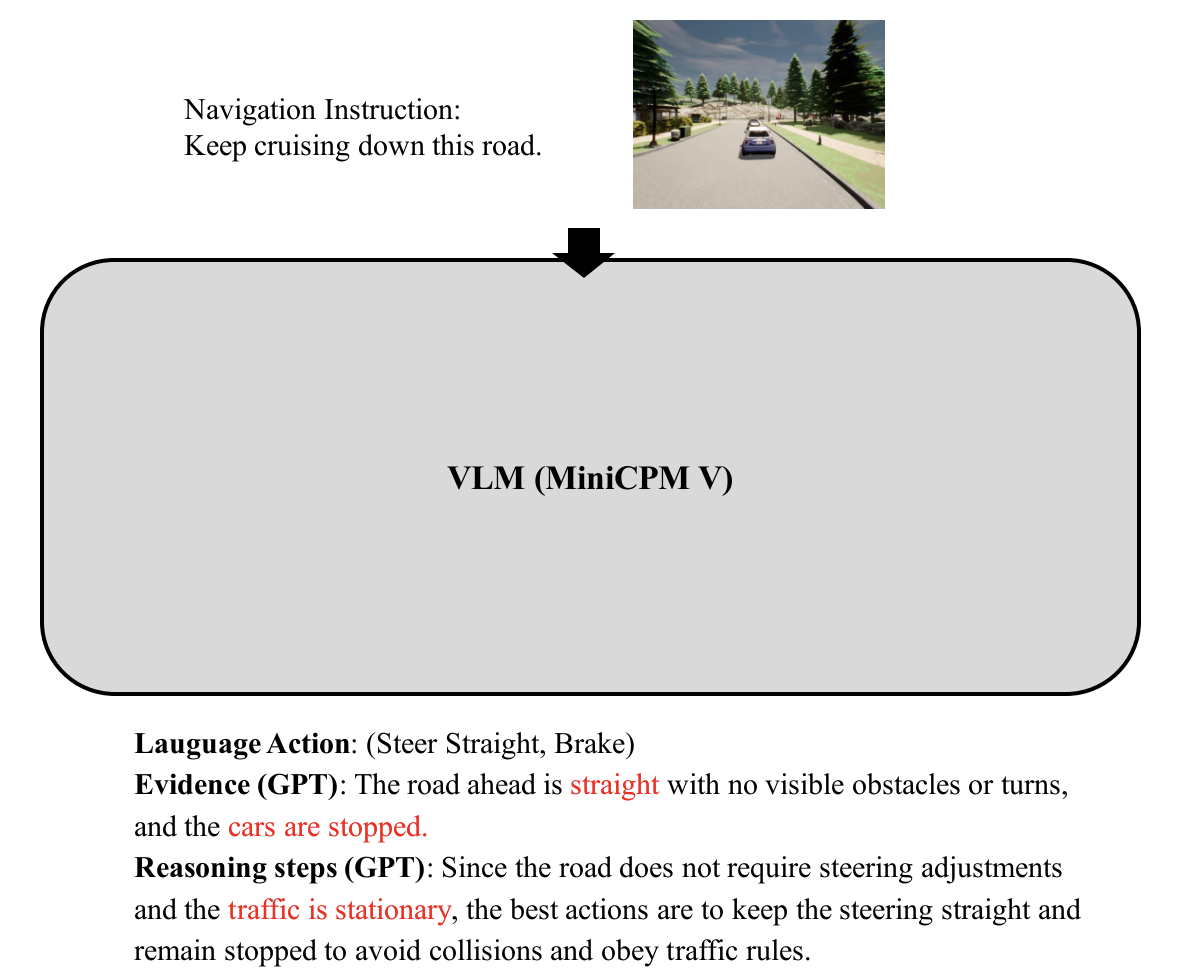 Navigation Instruction:
Keep cruising down this road.
VLM (MiniCPM V)
Lauguage Action: (Steer Straight, Brake)
Evidence (GPT): The road ahead is straight with no visible obstacles or turns,
and the cars are stopped.
Reasoning steps (GPT): Since the road does not require steering adjustments
and the traffic is stationary, the best actions are to keep the steering straight and
remain stopped to avoid collisions and obey traffic rules.